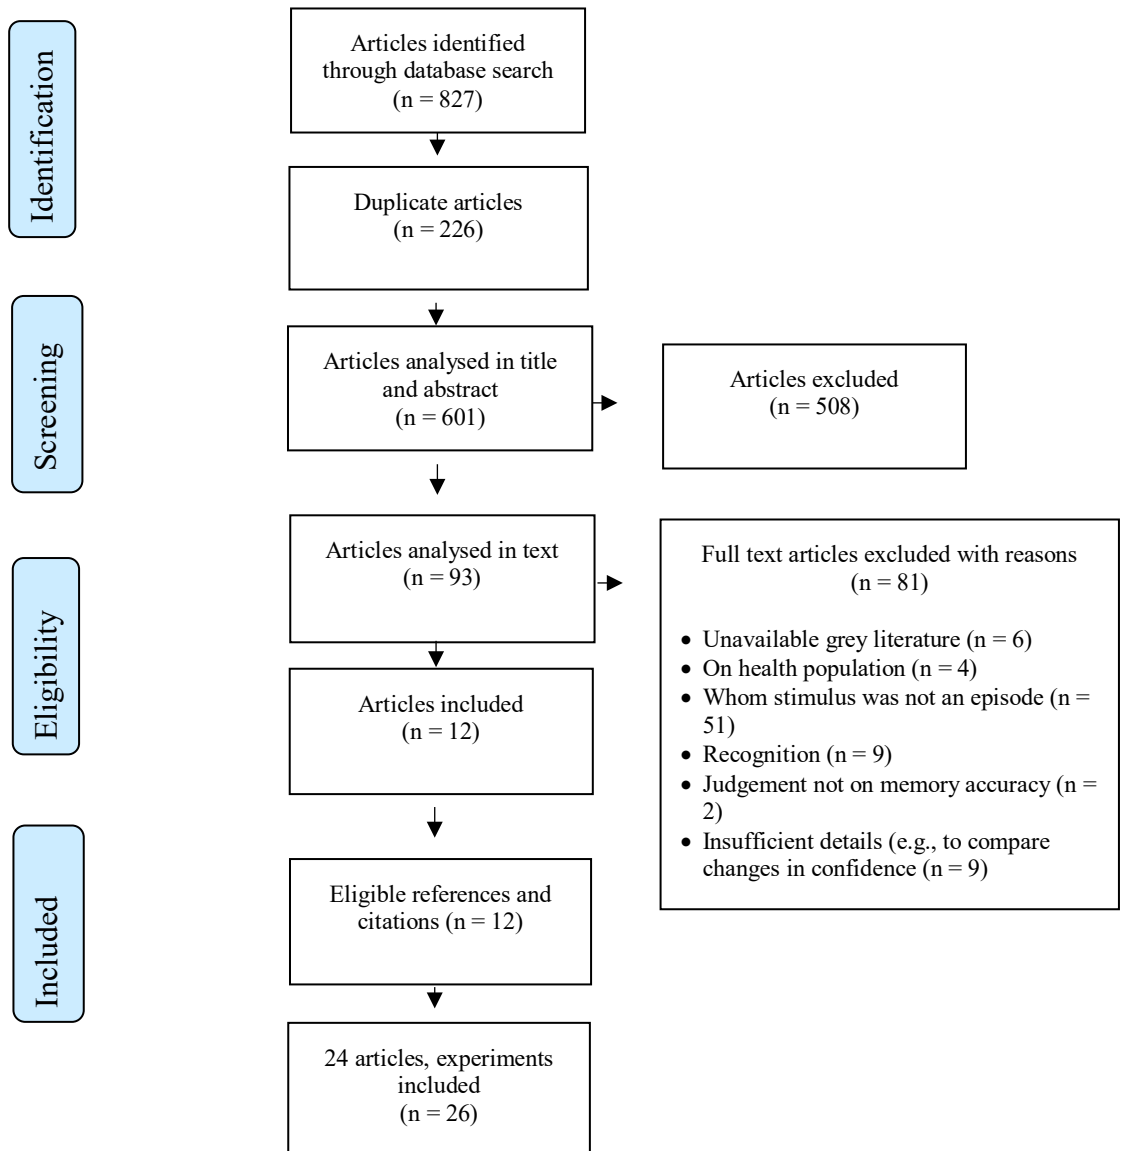 Identification
Articles identified
through database search
(n = 827)
Duplicate articles
(n = 226)
Screening
Articles analysed in title
and abstract
(n = 601)
Articles excluded
(n = 508)
Eligibility
Articles analysed in text
(n = 93)
Full text articles excluded with reasons
(n = 81)
• Unavailable grey literature (n = 6)
• On health population (n = 4)
• Whom stimulus was not an episode (n =
51)
• Recognition (n = 9)
• Judgement not on memory accuracy (n =
2)
• Insufficient details (e.g., to compare
changes in confidence (n = 9)
Articles included
(n = 12)
Included
Eligible references and
citations (n = 12)
24 articles, experiments
included
(n = 26)